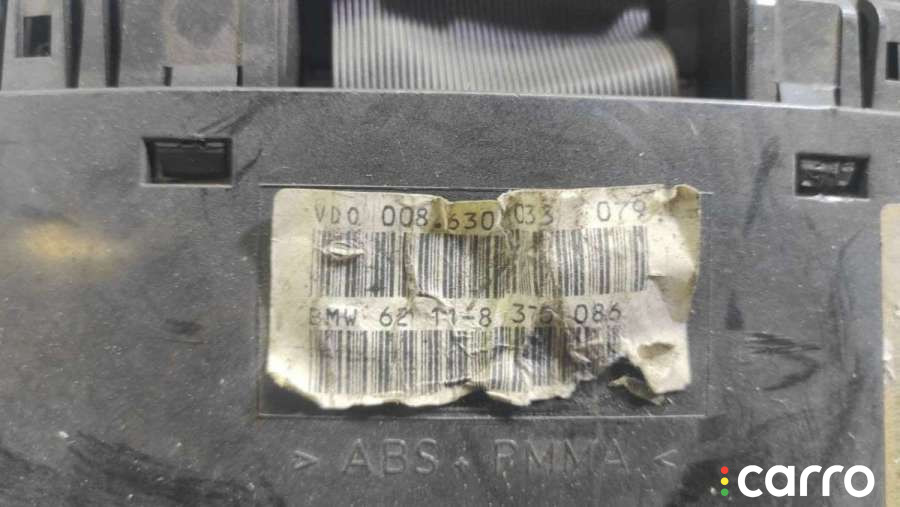 VDO 008.630 033 079
BMW 62 11-8 375 086
> ABS + PMMA <
carro